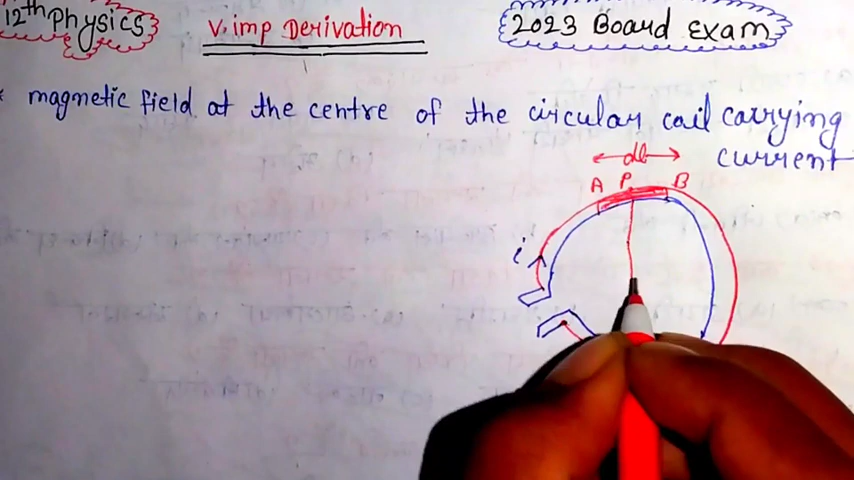 12th Physics
V. imp Derivation
2023 Board Exam
magnetic field at the centre of the circular coil carrying
current
dl
A P B
i